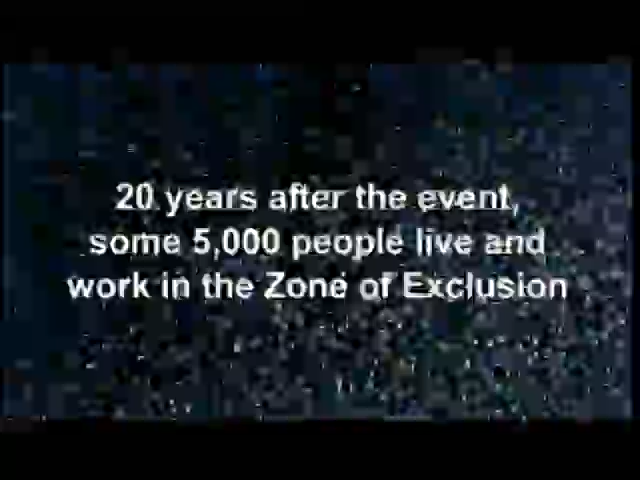 20 years after the event,
some 5,000 people live and
work in the Zone of Exclusion